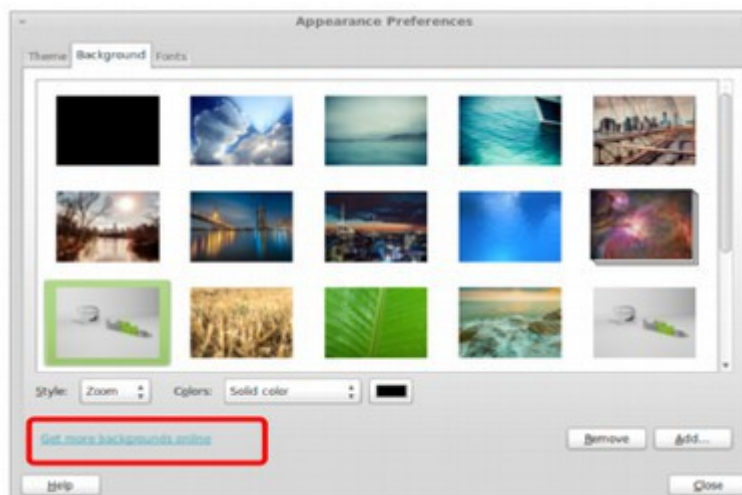 Appearance Preferences
Theme Background Fonts
Style: Zoom Colors: Solid color
Get more backgrounds online
Remove Add...
Help Close